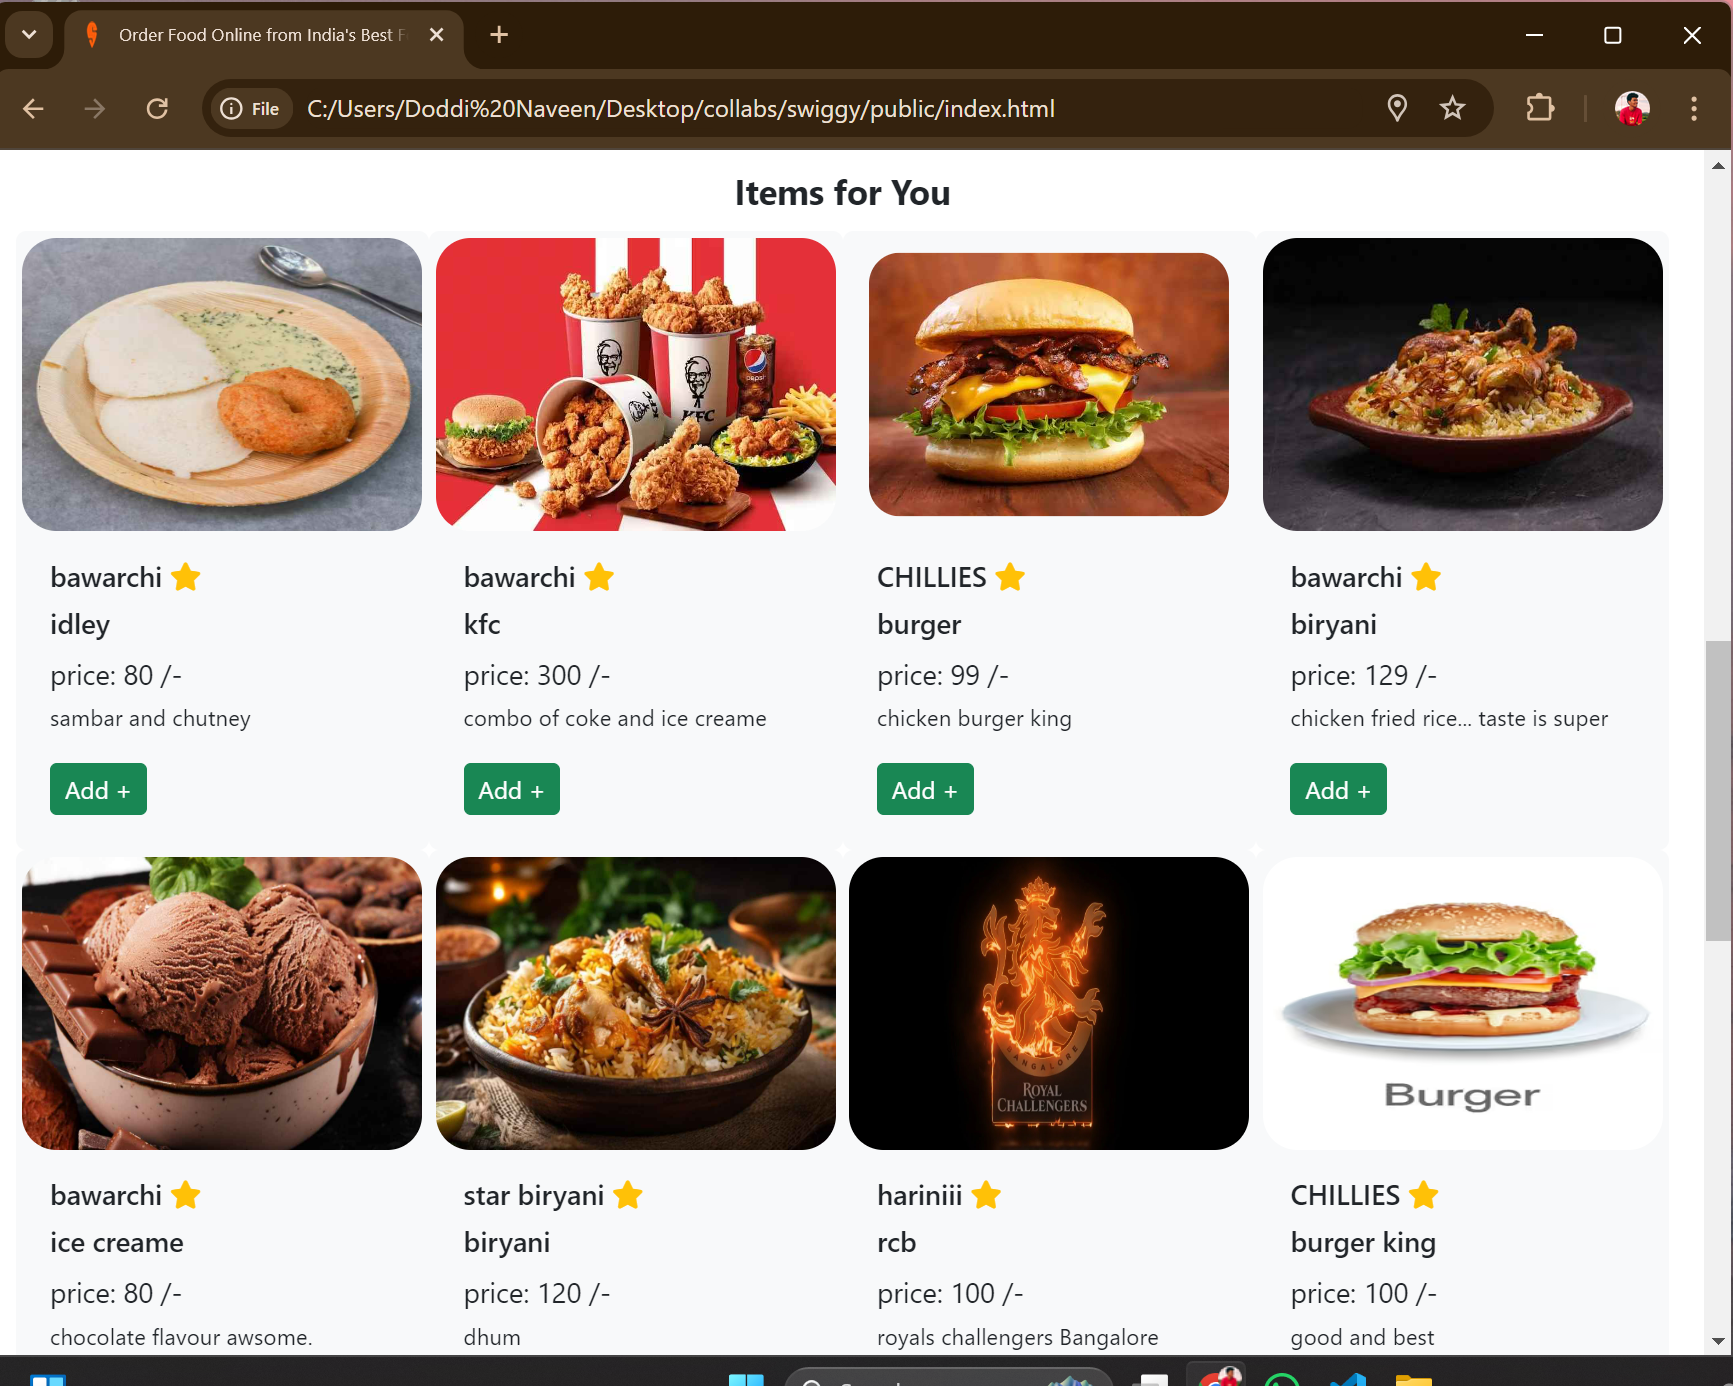 Order Food Online from India's Best F
File
C:/Users/Doddi%20Naveen/Desktop/collabs/swiggy/public/index.html
Items for You
KFC
KFC
pepsi
bawarchi
idley
price: 80 /-
sambar and chutney
Add +
bawarchi
kfc
price: 300 /-
combo of coke and ice creame
Add +
CHILLIES
burger
price: 99 /-
chicken burger king
Add +
bawarchi
biryani
price: 129 /-
chicken fried rice... taste is super
Add +
BANGALORE
ROYAL
CHALLENGERS
Burger
bawarchi
ice creame
price: 80 /-
chocolate flavour awsome.
star biryani
biryani
price: 120 /-
dhum
hariniii
rcb
price: 100 /-
royals challengers Bangalore
CHILLIES
burger king
price: 100 /-
good and best